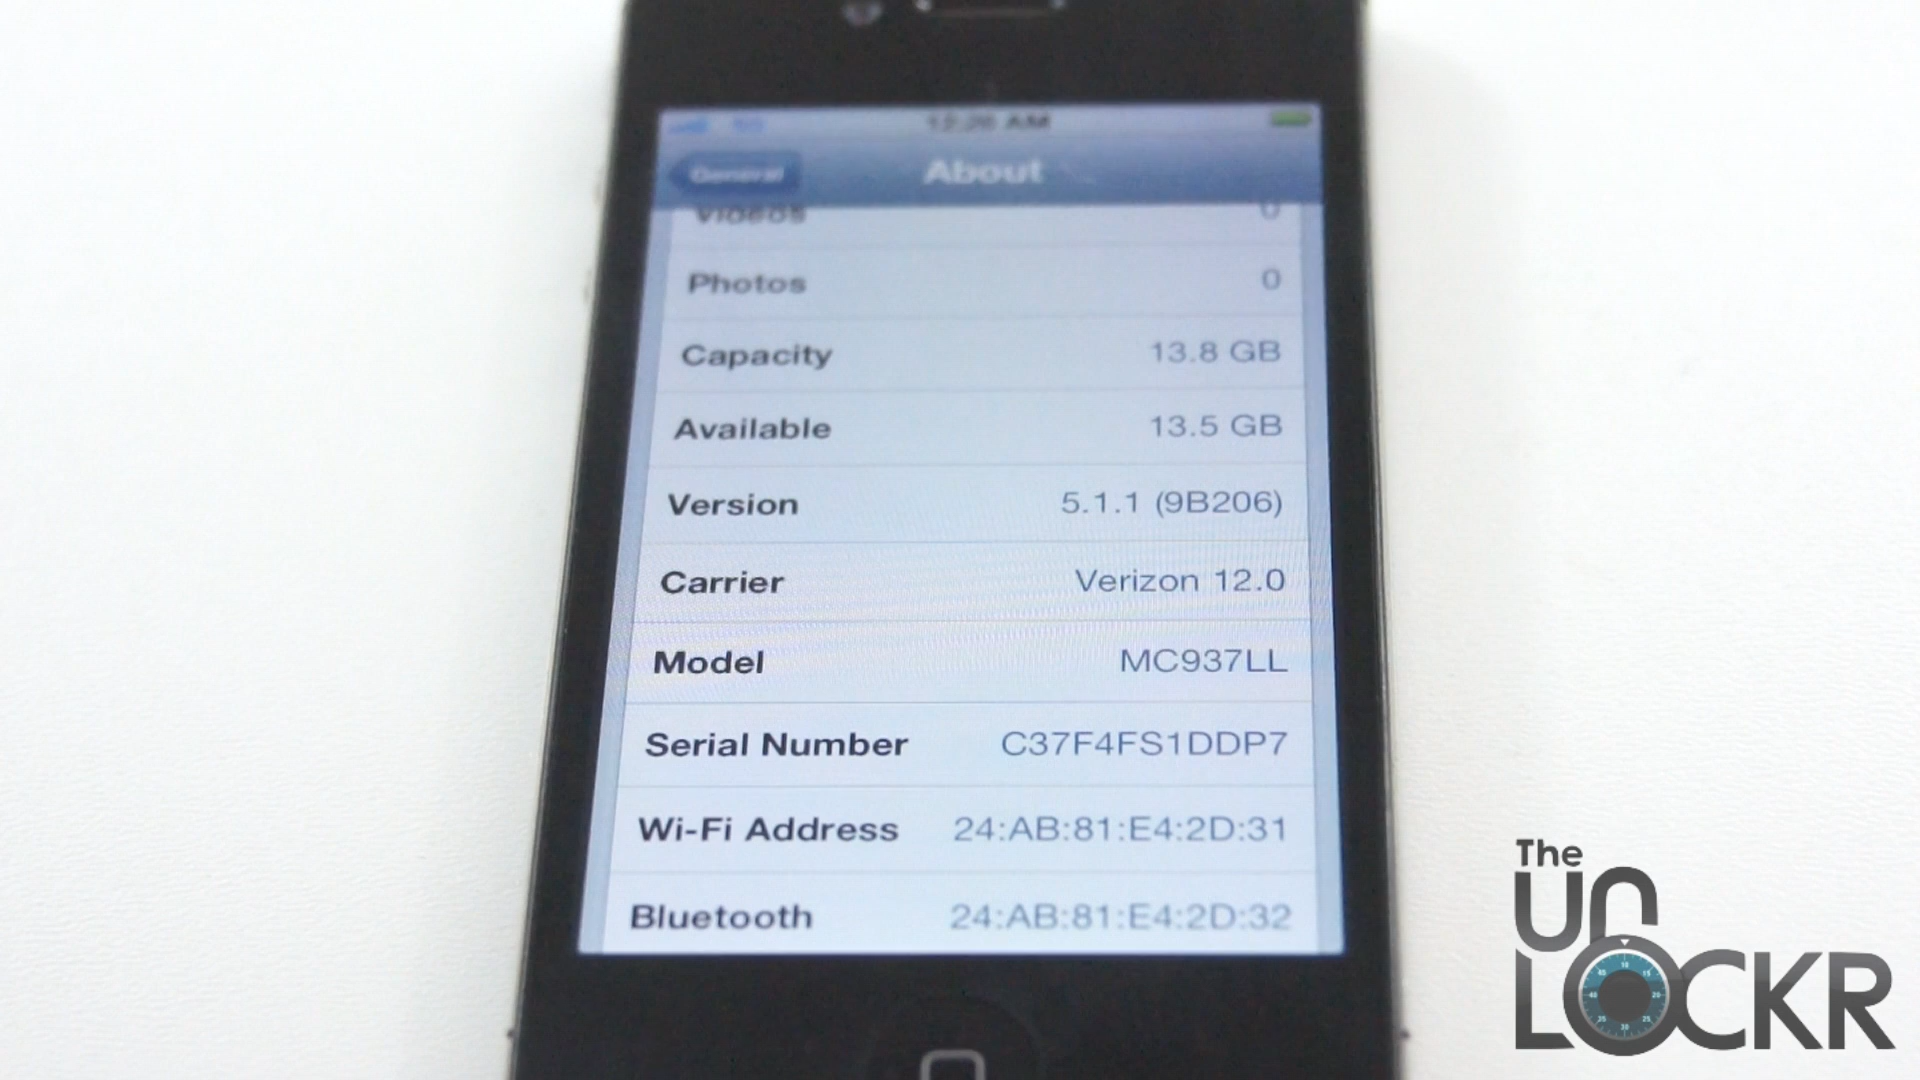 12:26 AM
General About
Videos 0
Photos 0
Capacity 13.8 GB
Available 13.5 GB
Version 5.1.1 (9B206)
Carrier Verizon 12.0
Model MC937LL
Serial Number C37F4FS1DDP7
Wi-Fi Address 24:AB:81:E4:2D:31
Bluetooth 24:AB:81:E4:2D:32
The
Un
LOCKR